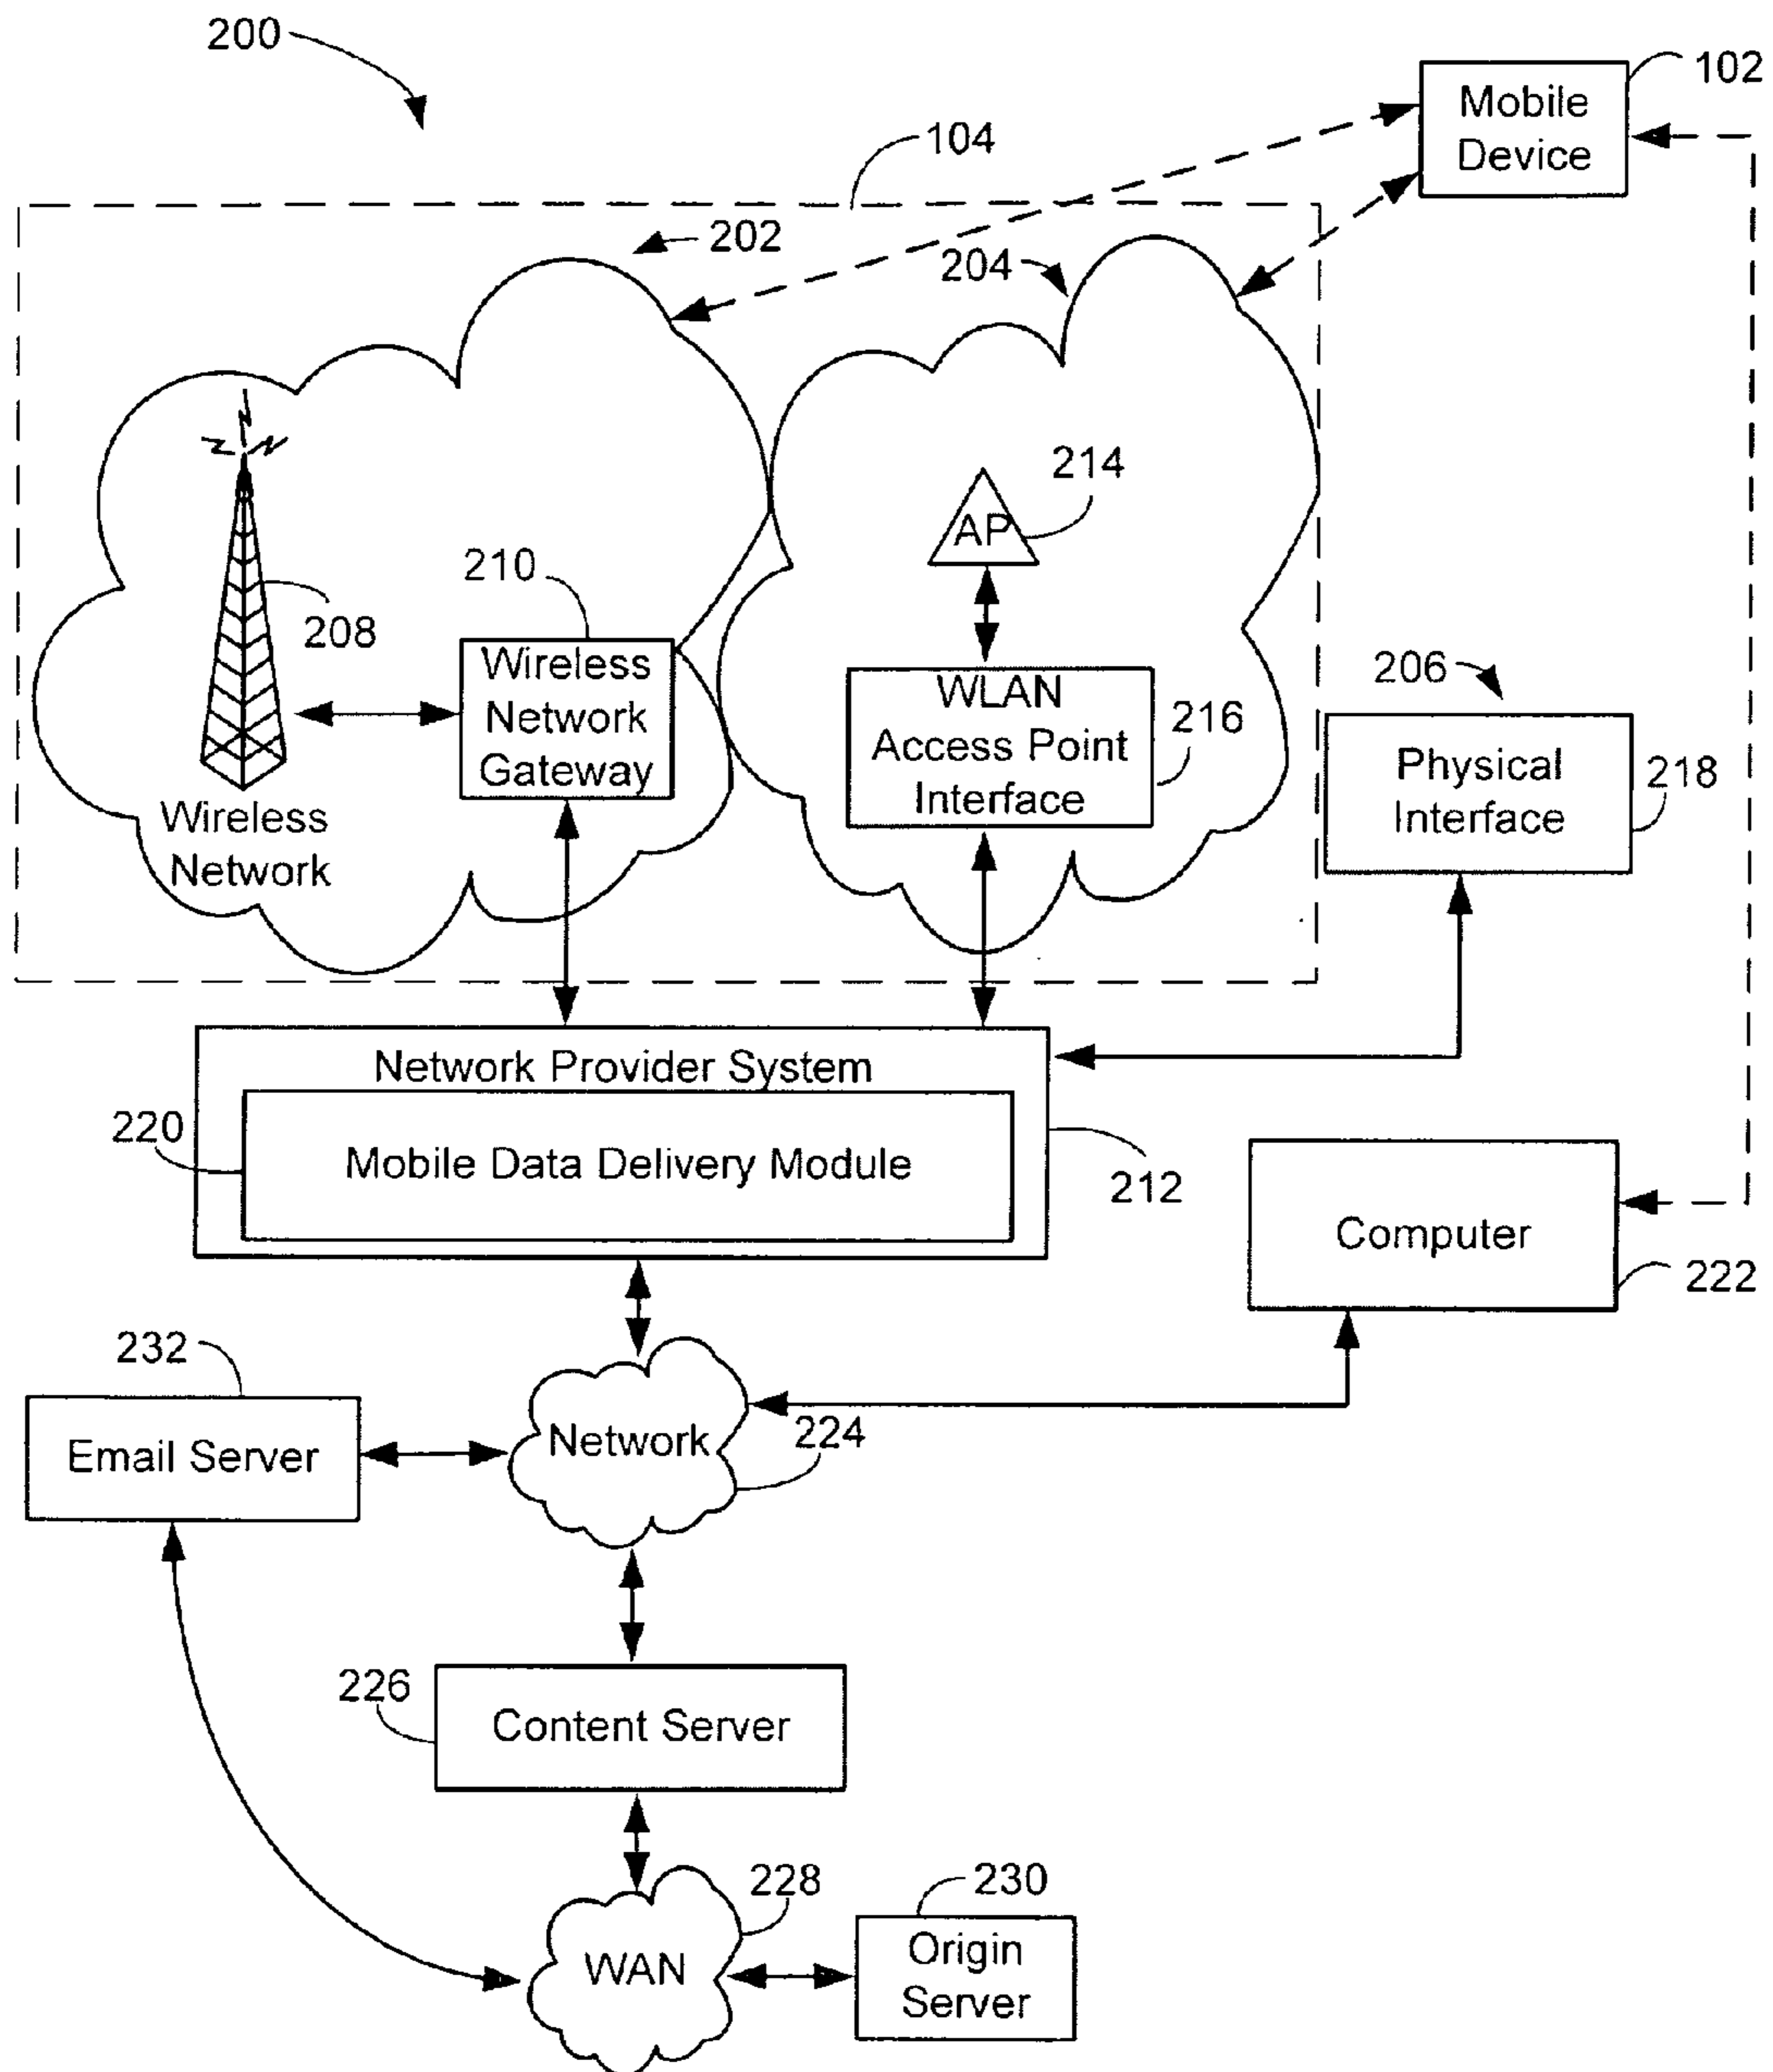 200
102
Mobile
Device
104
202
204
214
AP
210
208
Wireless
Network
Gateway
WLAN
Access Point
Interface
216
206
Physical
Interface
218
Wireless
Network
Network Provider System
220
Mobile Data Delivery Module
212
Computer
222
232
Email Server
Network
224
226
Content Server
228
WAN
230
Origin
Server